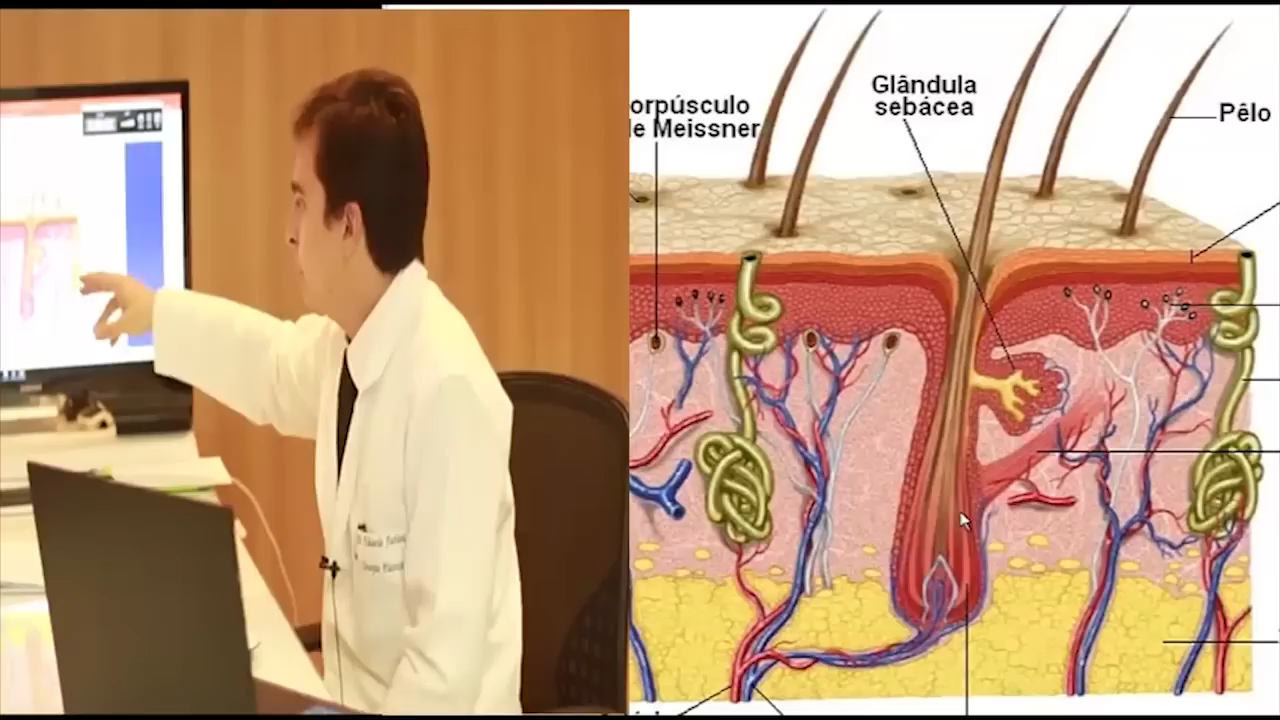 orpúsculo
le Meissner
Glândula
sebácea
Pêlo